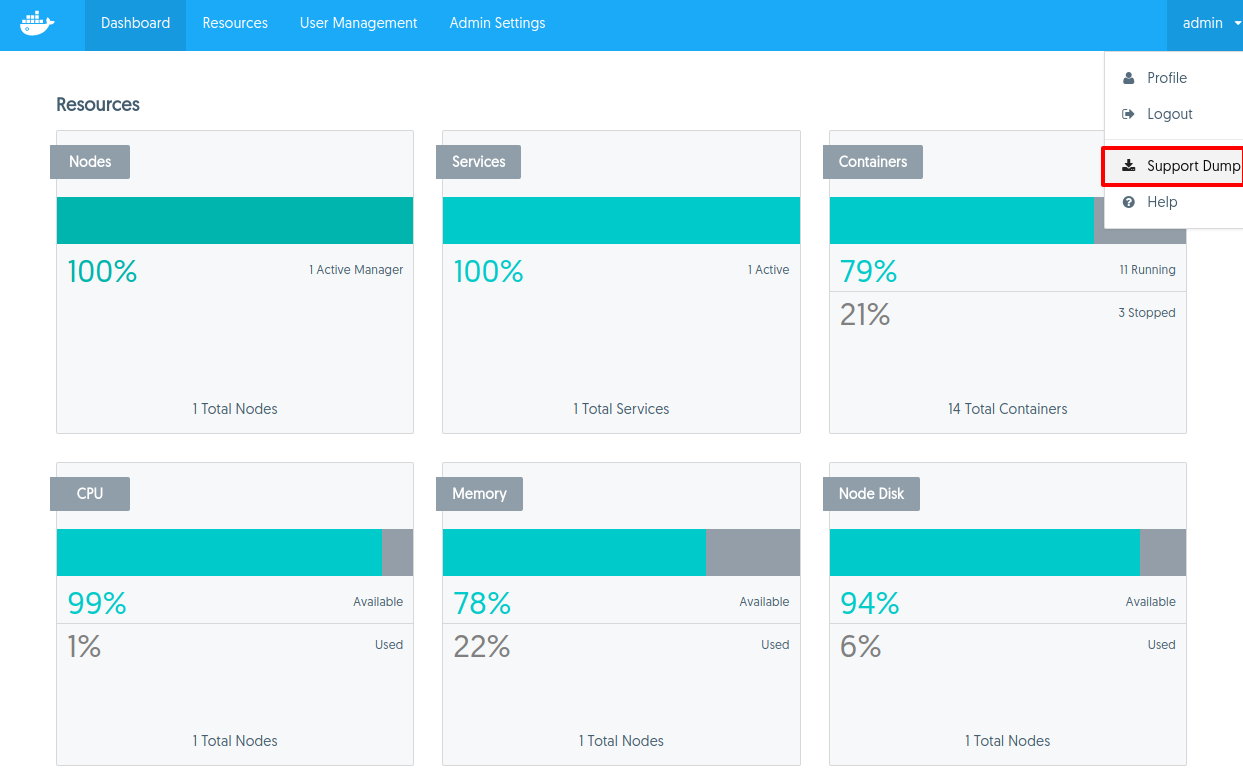 Dashboard Resources User Management Admin Settings admin
Profile
Logout
Support Dump
Help
Resources
Nodes
100% 1 Active Manager
1 Total Nodes
Services
100% 1 Active
1 Total Services
Containers
79% 11 Running
21% 3 Stopped
14 Total Containers
CPU
99% Available
1% Used
1 Total Nodes
Memory
78% Available
22% Used
1 Total Nodes
Node Disk
94% Available
6% Used
1 Total Nodes